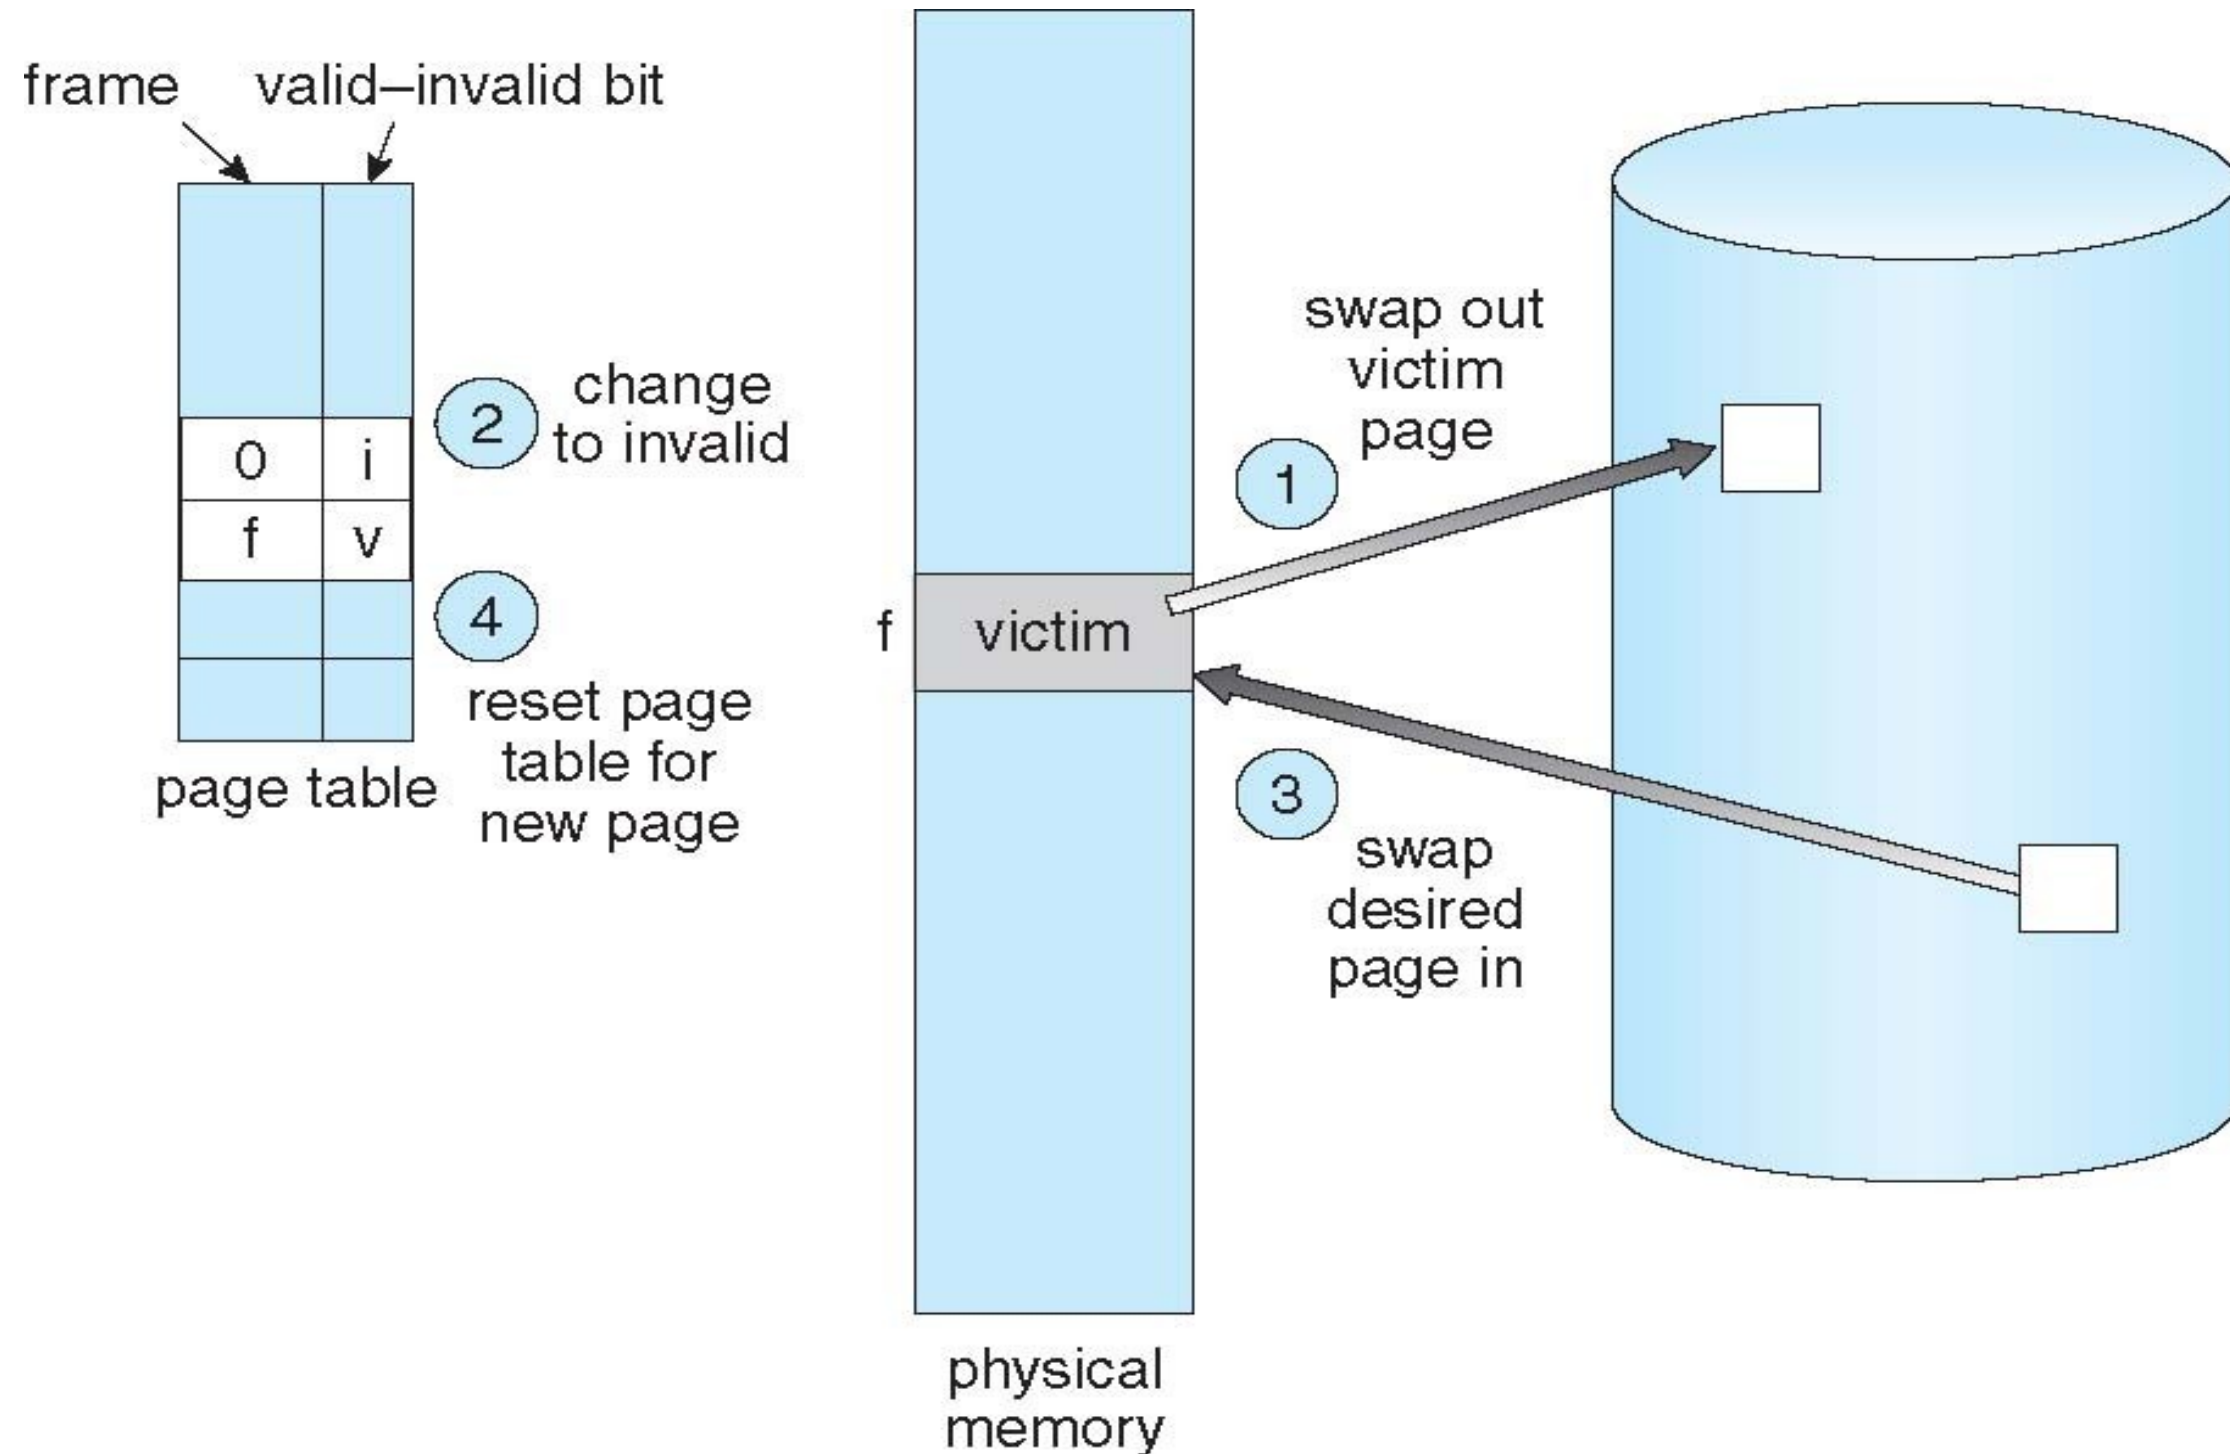 frame
valid–invalid bit
0 i
f v
page table
2
change
to invalid
4
reset page
table for
new page
f
victim
physical
memory
1
swap out
victim
page
3
swap
desired
page in